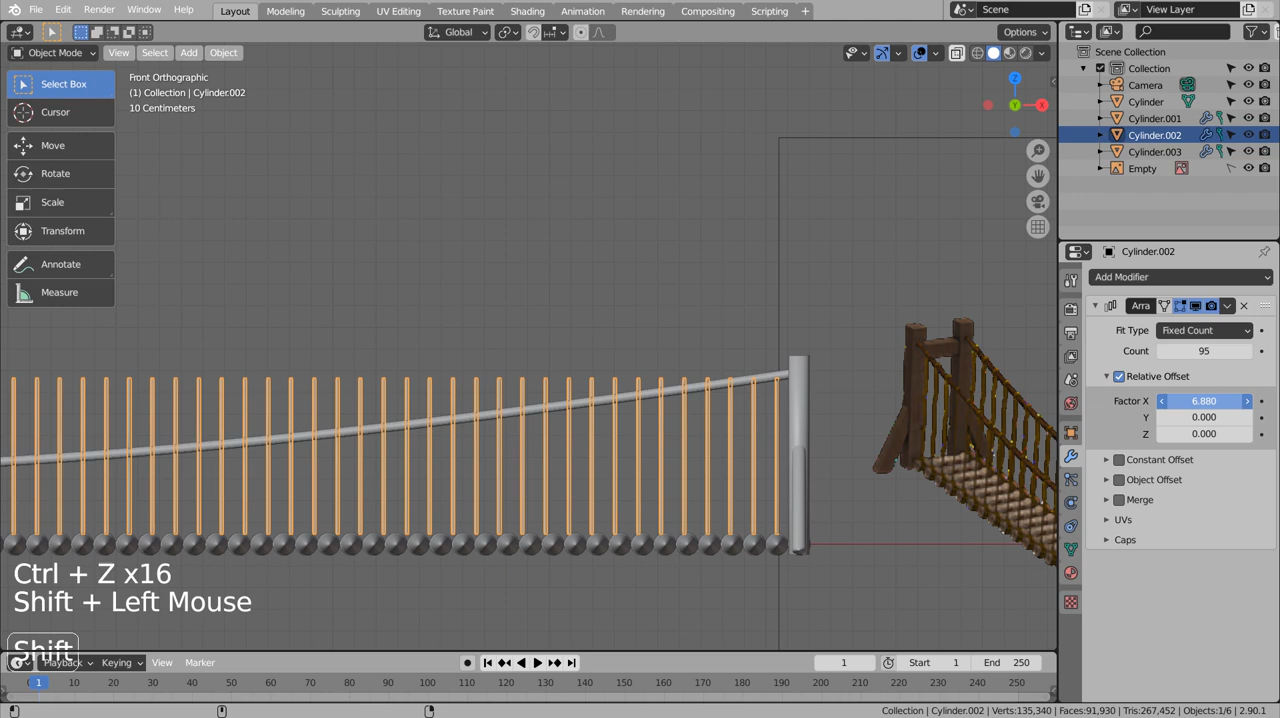 File Edit Render Window Help Layout Modeling Sculpting UV Editing Texture Paint Shading Animation Rendering Compositing Scripting + Scene View Layer
Global Options
Object Mode View Select Add Object
Select Box
Cursor
Move
Rotate
Scale
Transform
Annotate
Measure
Front Orthographic
(1) Collection | Cylinder.002
10 Centimeters
Z
Y
X
Scene Collection
Collection
Camera
Cylinder
Cylinder.001
Cylinder.002
Cylinder.003
Empty
Cylinder.002
Add Modifier
Arra
Fit Type Fixed Count
Count 95
Relative Offset
Factor X 6.880
Y 0.000
Z 0.000
Constant Offset
Object Offset
Merge
UVs
Caps
Ctrl + Z x16
Shift + Left Mouse
Shift
Playback Keying View Marker 1 Start 1 End 250
1 10 20 30 40 50 60 70 80 90 100 110 120 130 140 150 160 170 180 190 200 210 220 230 240 250
Collection | Cylinder.002 | Verts:135,340 | Faces:91,930 | Tris:267,452 | Objects:1/6 | 2.90.1